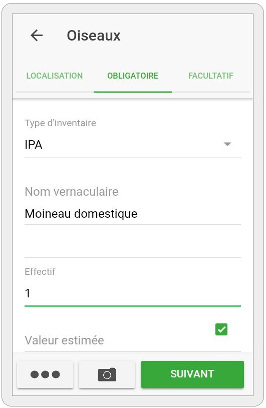 Oiseaux
LOCALISATION OBLIGATOIRE FACULTATIF
Type d'inventaire
IPA
Nom vernaculaire
Moineau domestique
Effectif
1
Valeur estimée
SUIVANT